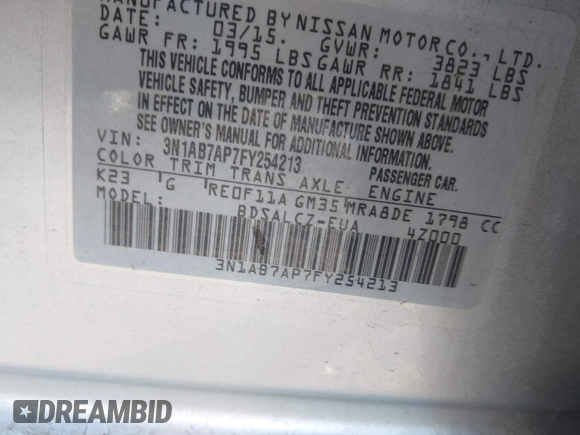 MANUFACTURED BY NISSAN MOTOR CO., LTD.
DATE: 03/15. GVWR: 3823 LBS
GAWR FR: 1995 LBS GAWR RR: 1841 LBS
THIS VEHICLE CONFORMS TO ALL APPLICABLE FEDERAL MOTOR
VEHICLE SAFETY, BUMPER AND THEFT PREVENTION STANDARDS
IN EFFECT ON THE DATE OF MANUFACTURE SHOWN ABOVE.
SEE OWNER'S MANUAL FOR ADDITIONAL INFORMATION.
VIN: 3N1AB7AP7FY254213 PASSENGER CAR.
COLOR TRIM TRANS AXLE ENGINE
K23 G RE0F11A GM35 MRA8DE 1798 CC
MODEL: BDSALCZ-EUA 4Z000
3N1AB7AP7FY254213
DREAMBID